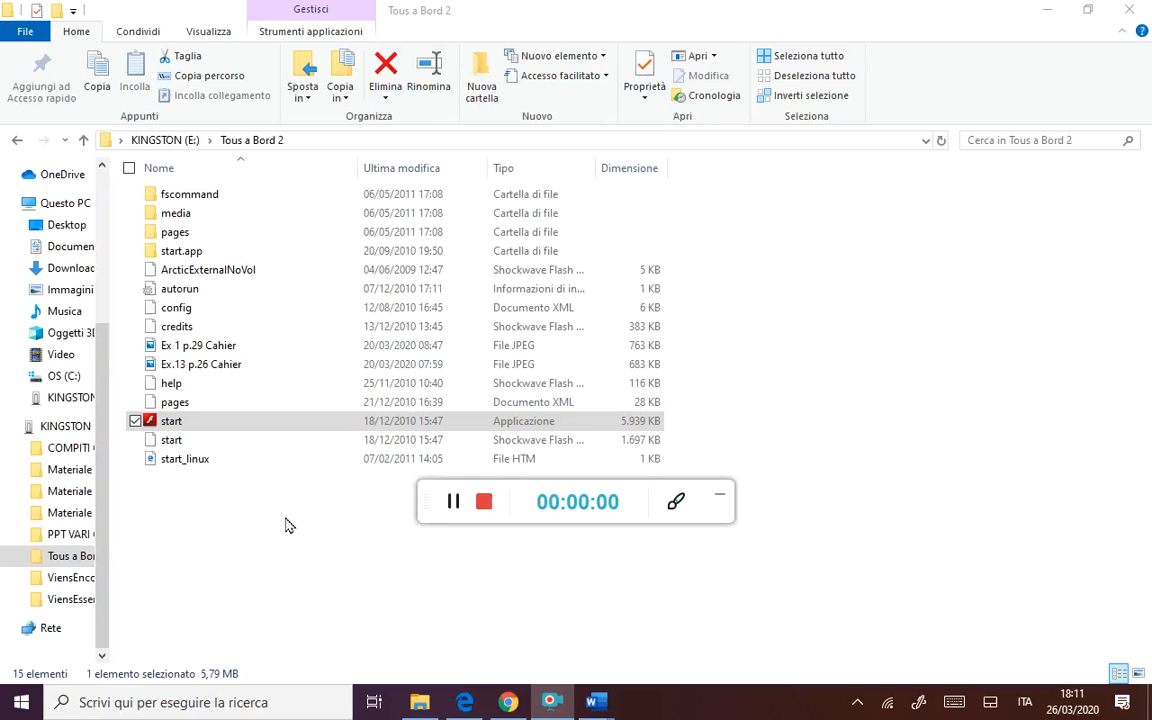 Gestisci
Tous a Bord 2
File
Home
Condividi
Visualizza
Strumenti applicazioni
Aggiungi ad
Accesso rapido
Copia
Incolla
Taglia
Copia percorso
Incolla collegamento
Appunti
Sposta
in
Copia
in
Elimina
Rinomina
Organizza
Nuova
cartella
Nuovo elemento
Accesso facilitato
Nuovo
Proprietà
Apri
Modifica
Cronologia
Apri
Seleziona tutto
Deseleziona tutto
Inverti selezione
Seleziona
KINGSTON (E:) > Tous a Bord 2
Cerca in Tous a Bord 2
Nome Ultima modifica Tipo Dimensione
fscommand 06/05/2011 17:08 Cartella di file
media 06/05/2011 17:08 Cartella di file
pages 06/05/2011 17:08 Cartella di file
start.app 20/09/2010 19:50 Cartella di file
ArcticExternalNoVol 04/06/2009 12:47 Shockwave Flash ... 5 KB
autorun 07/12/2010 17:11 Informazioni di in... 1 KB
config 12/08/2010 16:45 Documento XML 6 KB
credits 13/12/2010 13:45 Shockwave Flash ... 383 KB
Ex 1 p.29 Cahier 20/03/2020 08:47 File JPEG 763 KB
Ex.13 p.26 Cahier 20/03/2020 07:59 File JPEG 683 KB
help 25/11/2010 10:40 Shockwave Flash ... 116 KB
pages 21/12/2010 16:39 Documento XML 28 KB
start 18/12/2010 15:47 Applicazione 5.939 KB
start 18/12/2010 15:47 Shockwave Flash ... 1.697 KB
start_linux 07/02/2011 14:05 File HTM 1 KB
OneDrive
Questo PC
Desktop
Documen
Download
Immagini
Musica
Oggetti 3D
Video
OS (C:)
KINGSTON
KINGSTON
COMPITI
Materiale
Materiale
Materiale
PPT VARI
Tous a Bor
ViensEnco
ViensEsse
Rete
00:00:00
15 elementi 1 elemento selezionato 5,79 MB
Scrivi qui per eseguire la ricerca
ITA
18:11
26/03/2020